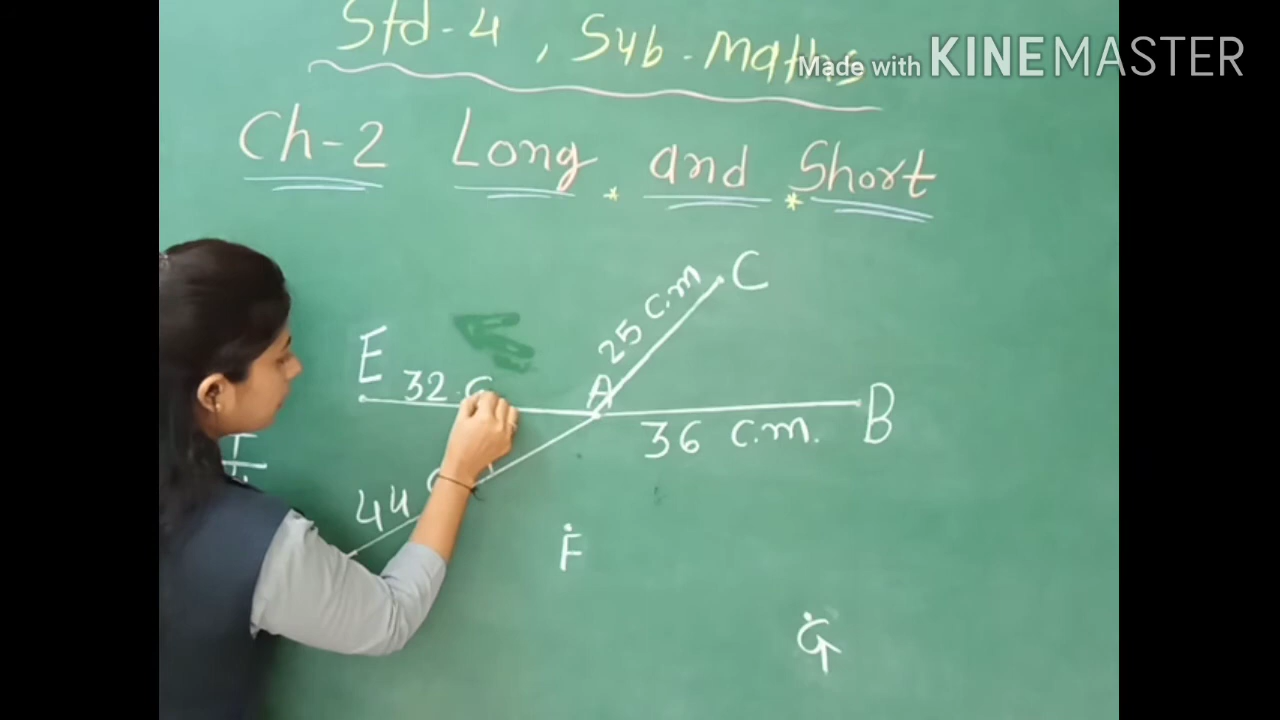 Std-4, Sub-Maths
Made with KINEMASTER
Ch-2 Long and Short
C
25 c.m
E
32.c
A
36 c.m.
B
I
44 c
F
G